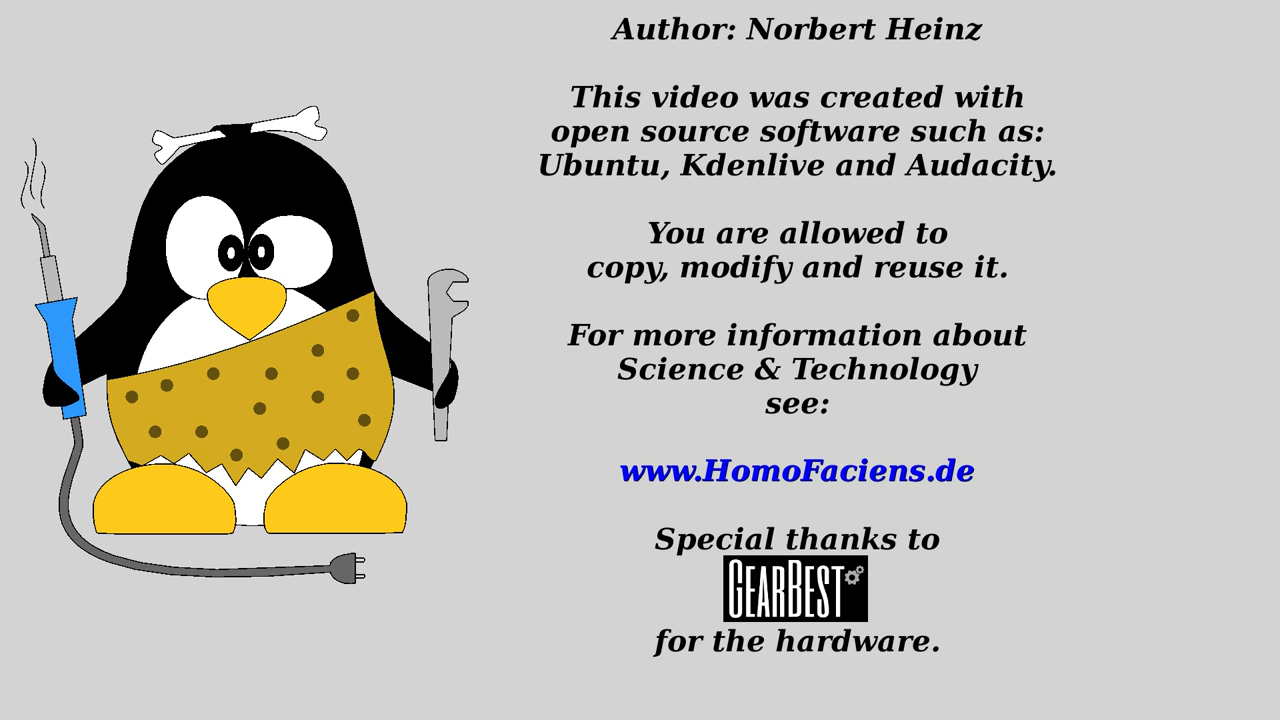 Author: Norbert Heinz
This video was created with
open source software such as:
Ubuntu, Kdenlive and Audacity.
You are allowed to
copy, modify and reuse it.
For more information about
Science & Technology
see:
www.HomoFaciens.de
Special thanks to
GEARBEST
for the hardware.